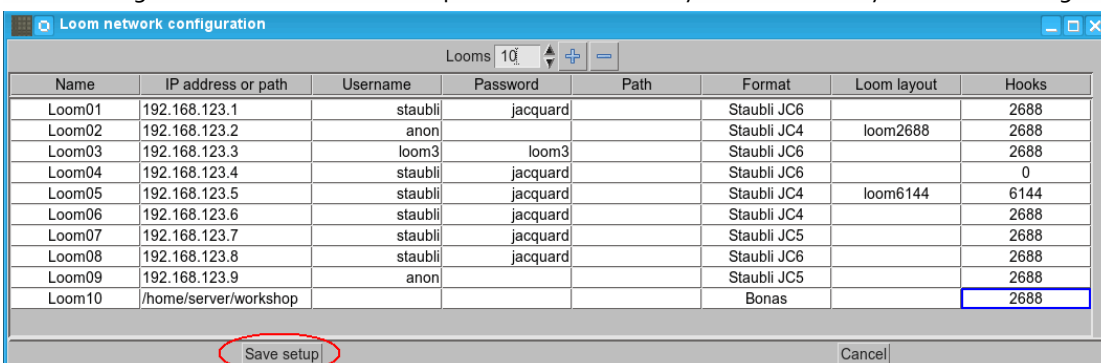 Loom network configuration
Looms 10
Name IP address or path Username Password Path Format Loom layout Hooks
Loom01 192.168.123.1 staubli jacquard Staubli JC6 2688
Loom02 192.168.123.2 anon Staubli JC4 loom2688 2688
Loom03 192.168.123.3 loom3 loom3 Staubli JC6 2688
Loom04 192.168.123.4 staubli jacquard Staubli JC6 0
Loom05 192.168.123.5 staubli jacquard Staubli JC4 loom6144 6144
Loom06 192.168.123.6 staubli jacquard Staubli JC4 2688
Loom07 192.168.123.7 staubli jacquard Staubli JC5 2688
Loom08 192.168.123.8 staubli jacquard Staubli JC6 2688
Loom09 192.168.123.9 anon Staubli JC5 2688
Loom10 /home/server/workshop Bonas 2688
Save setup Cancel